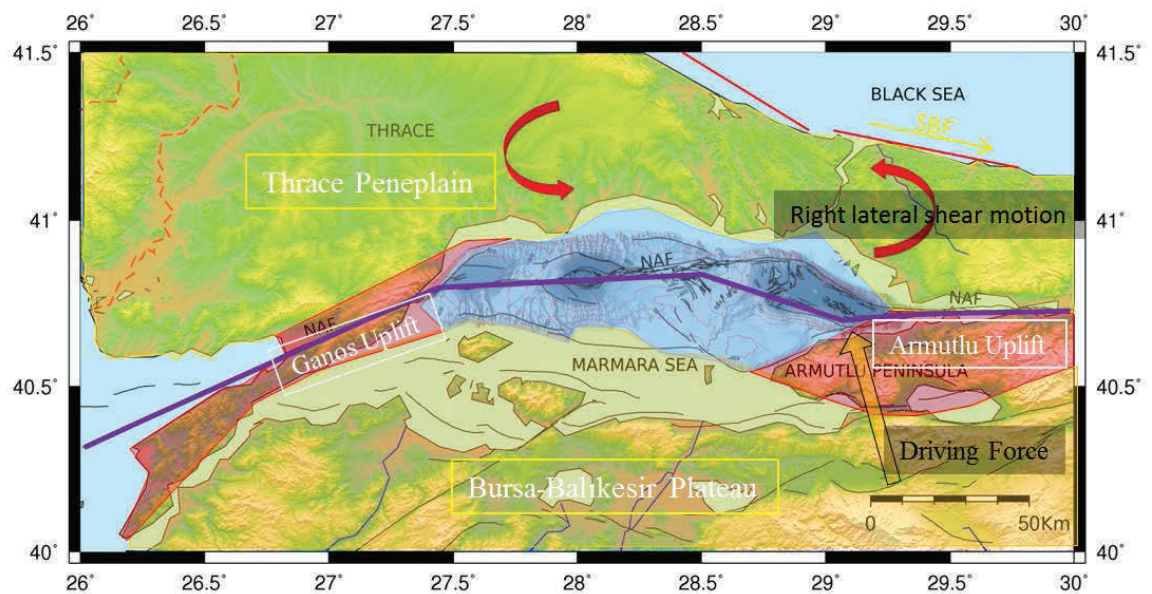 26˚ 26.5˚ 27˚ 27.5˚ 28˚ 28.5˚ 29˚ 29.5˚ 30˚
41.5˚ 41.5˚
BLACK SEA
SBF
THRACE
Thrace Peneplain
41˚ 41˚
Right lateral shear motion
NAF
NAF
NAF
Ganos Uplift
Armutlu Uplift
MARMARA SEA
ARMUTLU PENINSULA
40.5˚ 40.5˚
Driving Force
Bursa-Balıkesir Plateau
0 50Km
40˚ 40˚
26˚ 26.5˚ 27˚ 27.5˚ 28˚ 28.5˚ 29˚ 29.5˚ 30˚